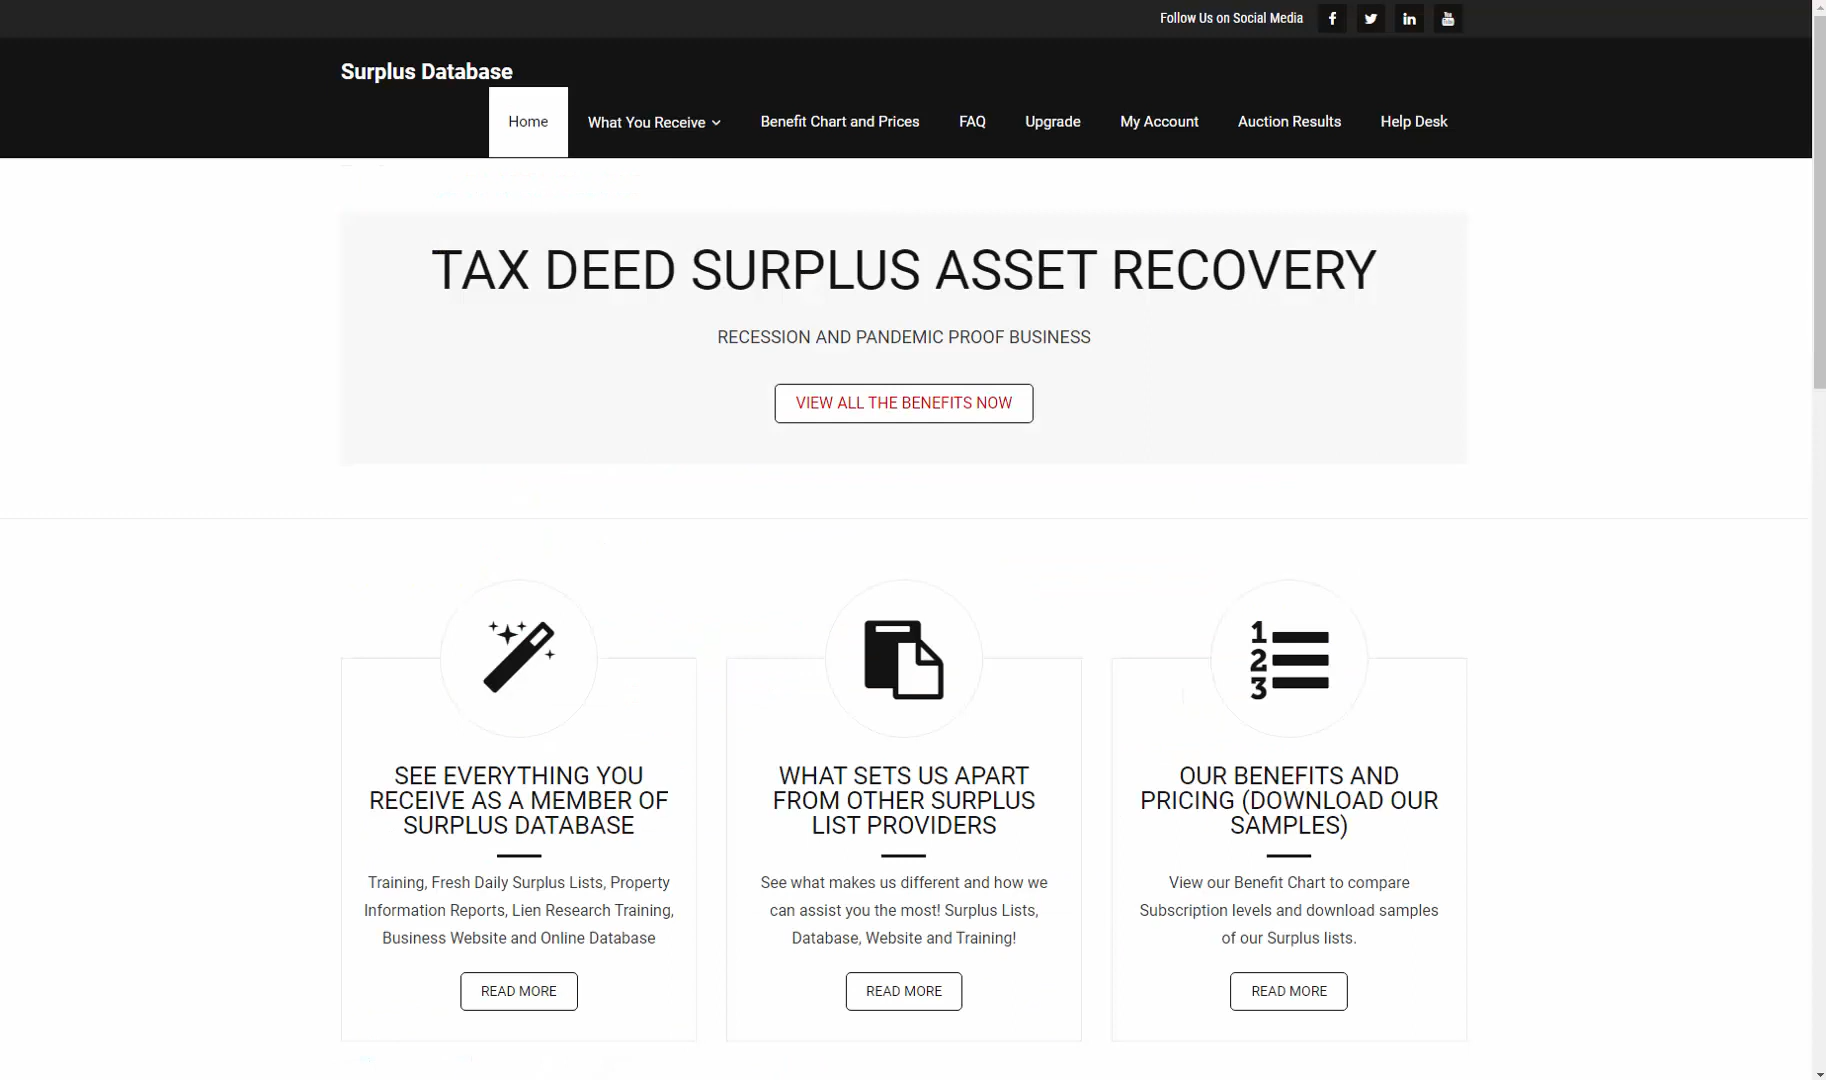 Follow Us on Social Media
Surplus Database
Home What You Receive Benefit Chart and Prices FAQ Upgrade My Account Auction Results Help Desk
TAX DEED SURPLUS ASSET RECOVERY
RECESSION AND PANDEMIC PROOF BUSINESS
VIEW ALL THE BENEFITS NOW
1
2
3
SEE EVERYTHING YOU
RECEIVE AS A MEMBER OF
SURPLUS DATABASE
Training, Fresh Daily Surplus Lists, Property
Information Reports, Lien Research Training,
Business Website and Online Database
READ MORE
WHAT SETS US APART
FROM OTHER SURPLUS
LIST PROVIDERS
See what makes us different and how we
can assist you the most! Surplus Lists,
Database, Website and Training!
READ MORE
OUR BENEFITS AND
PRICING (DOWNLOAD OUR
SAMPLES)
View our Benefit Chart to compare
Subscription levels and download samples
of our Surplus lists.
READ MORE